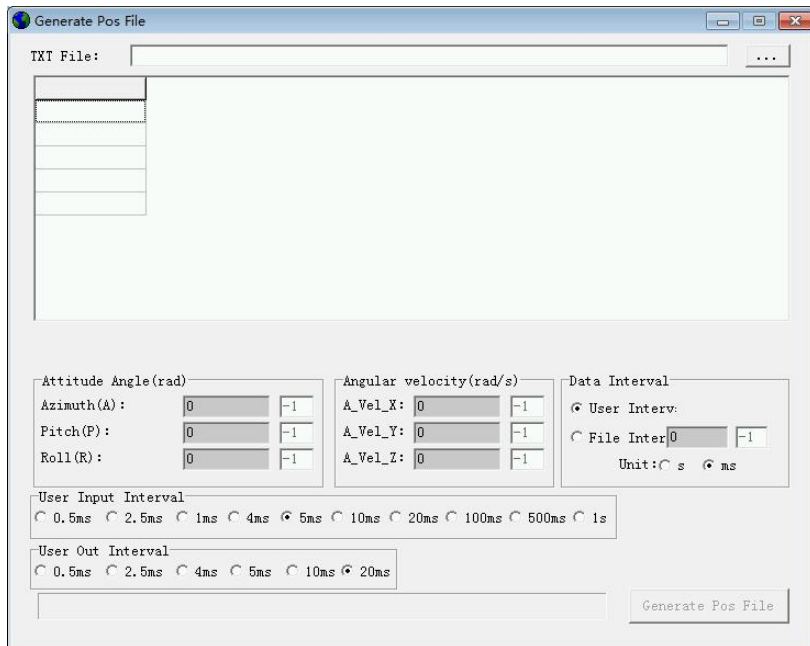 Generate Pos File
TXT File: ...
Attitude Angle(rad)
Azimuth(A): 0 -1
Pitch(P): 0 -1
Roll(R): 0 -1
Angular velocity(rad/s)
A_Vel_X: 0 -1
A_Vel_Y: 0 -1
A_Vel_Z: 0 -1
Data Interval
User Interv:
File Inter 0 -1
Unit: s ms
User Input Interval
0.5ms 2.5ms 1ms 4ms 5ms 10ms 20ms 100ms 500ms 1s
User Out Interval
0.5ms 2.5ms 4ms 5ms 10ms 20ms
Generate Pos File